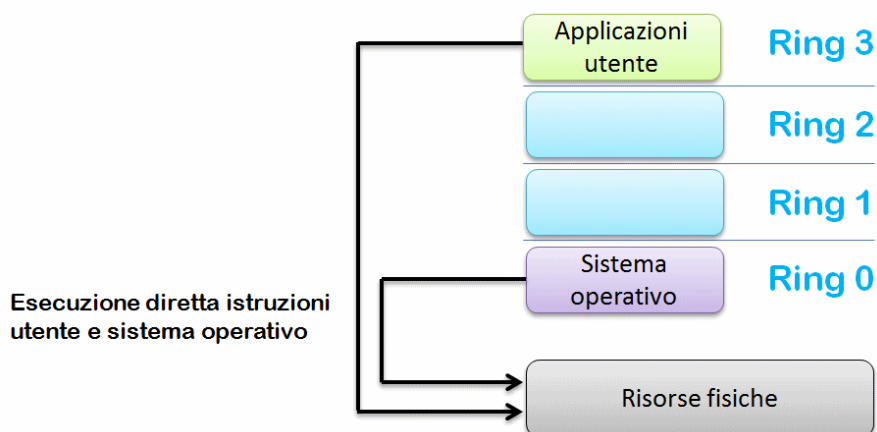 Applicazioni
utente
Ring 3
Ring 2
Ring 1
Sistema
operativo
Ring 0
Esecuzione diretta istruzioni
utente e sistema operativo
Risorse fisiche